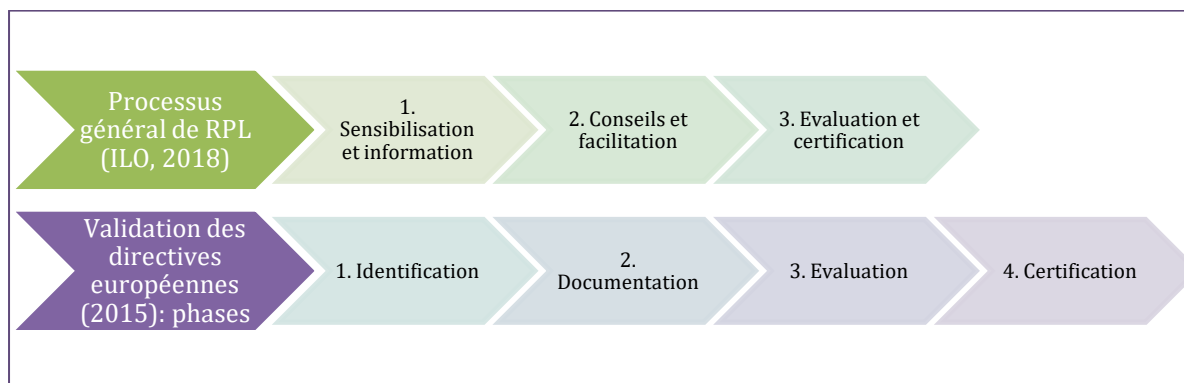 Processus
général de RPL
(ILO, 2018)
1.
Sensibilisation
et information
2. Conseils et
facilitation
3. Evaluation et
certification
Validation des
directives
européennes
(2015): phases
1. Identification
2.
Documentation
3. Evaluation
4. Certification